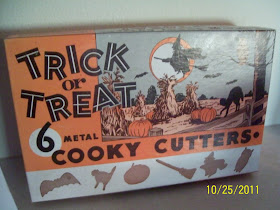 TRICK
or
TREAT
6 METAL
COOKY CUTTERS
10/25/2011